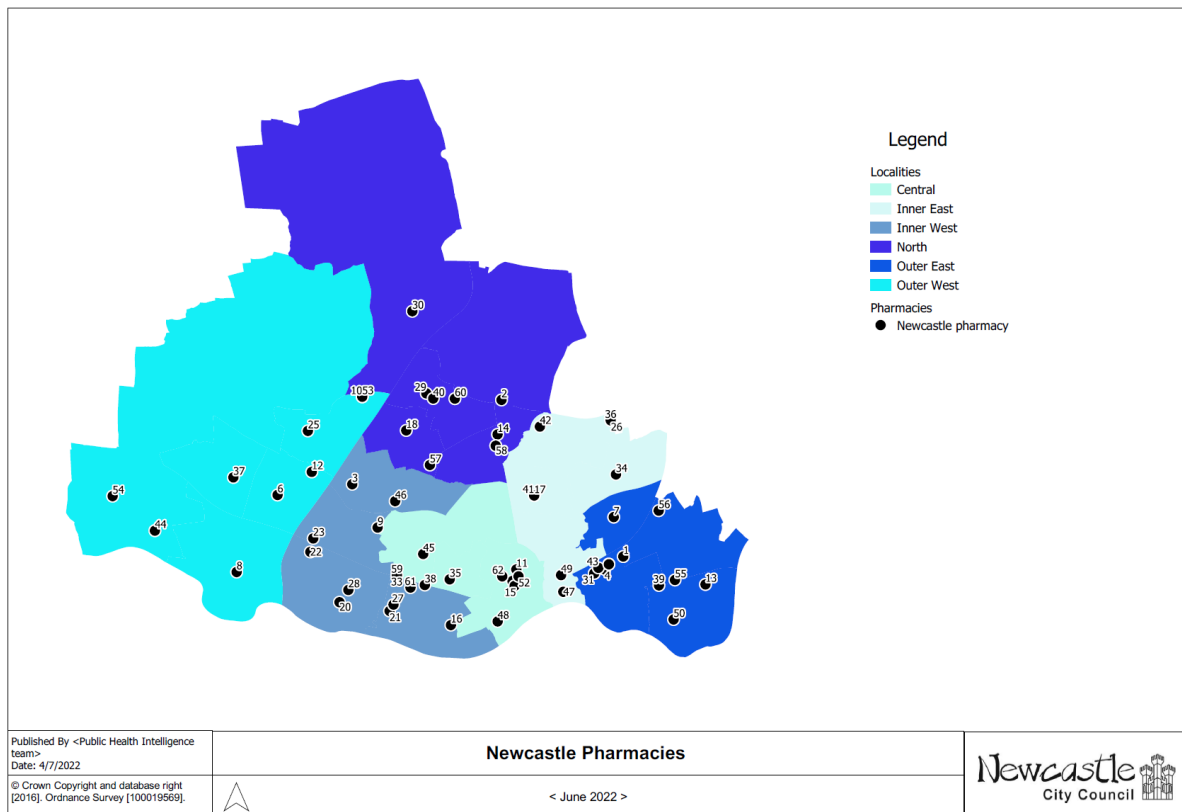 Legend
Localities
Central
Inner East
Inner West
North
Outer East
Outer West
Pharmacies
Newcastle pharmacy
30
1053
29
40
60
2
25
18
14
42
36
26
58
37
12
57
34
54
6
3
46
4117
7
56
44
23
9
22
45
1
8
59
33
61
38
35
62
11
52
15
49
47
43
31
4
39
55
13
28
20
27
21
16
48
50
Published By <Public Health Intelligence
team>
Date: 4/7/2022
© Crown Copyright and database right
[2016]. Ordnance Survey [100019569].
Newcastle Pharmacies
< June 2022 >
Newcastle
City Council